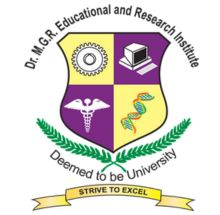 Dr. M.G.R. Educational and Research Institute
Deemed to be University
STRIVE TO EXCEL